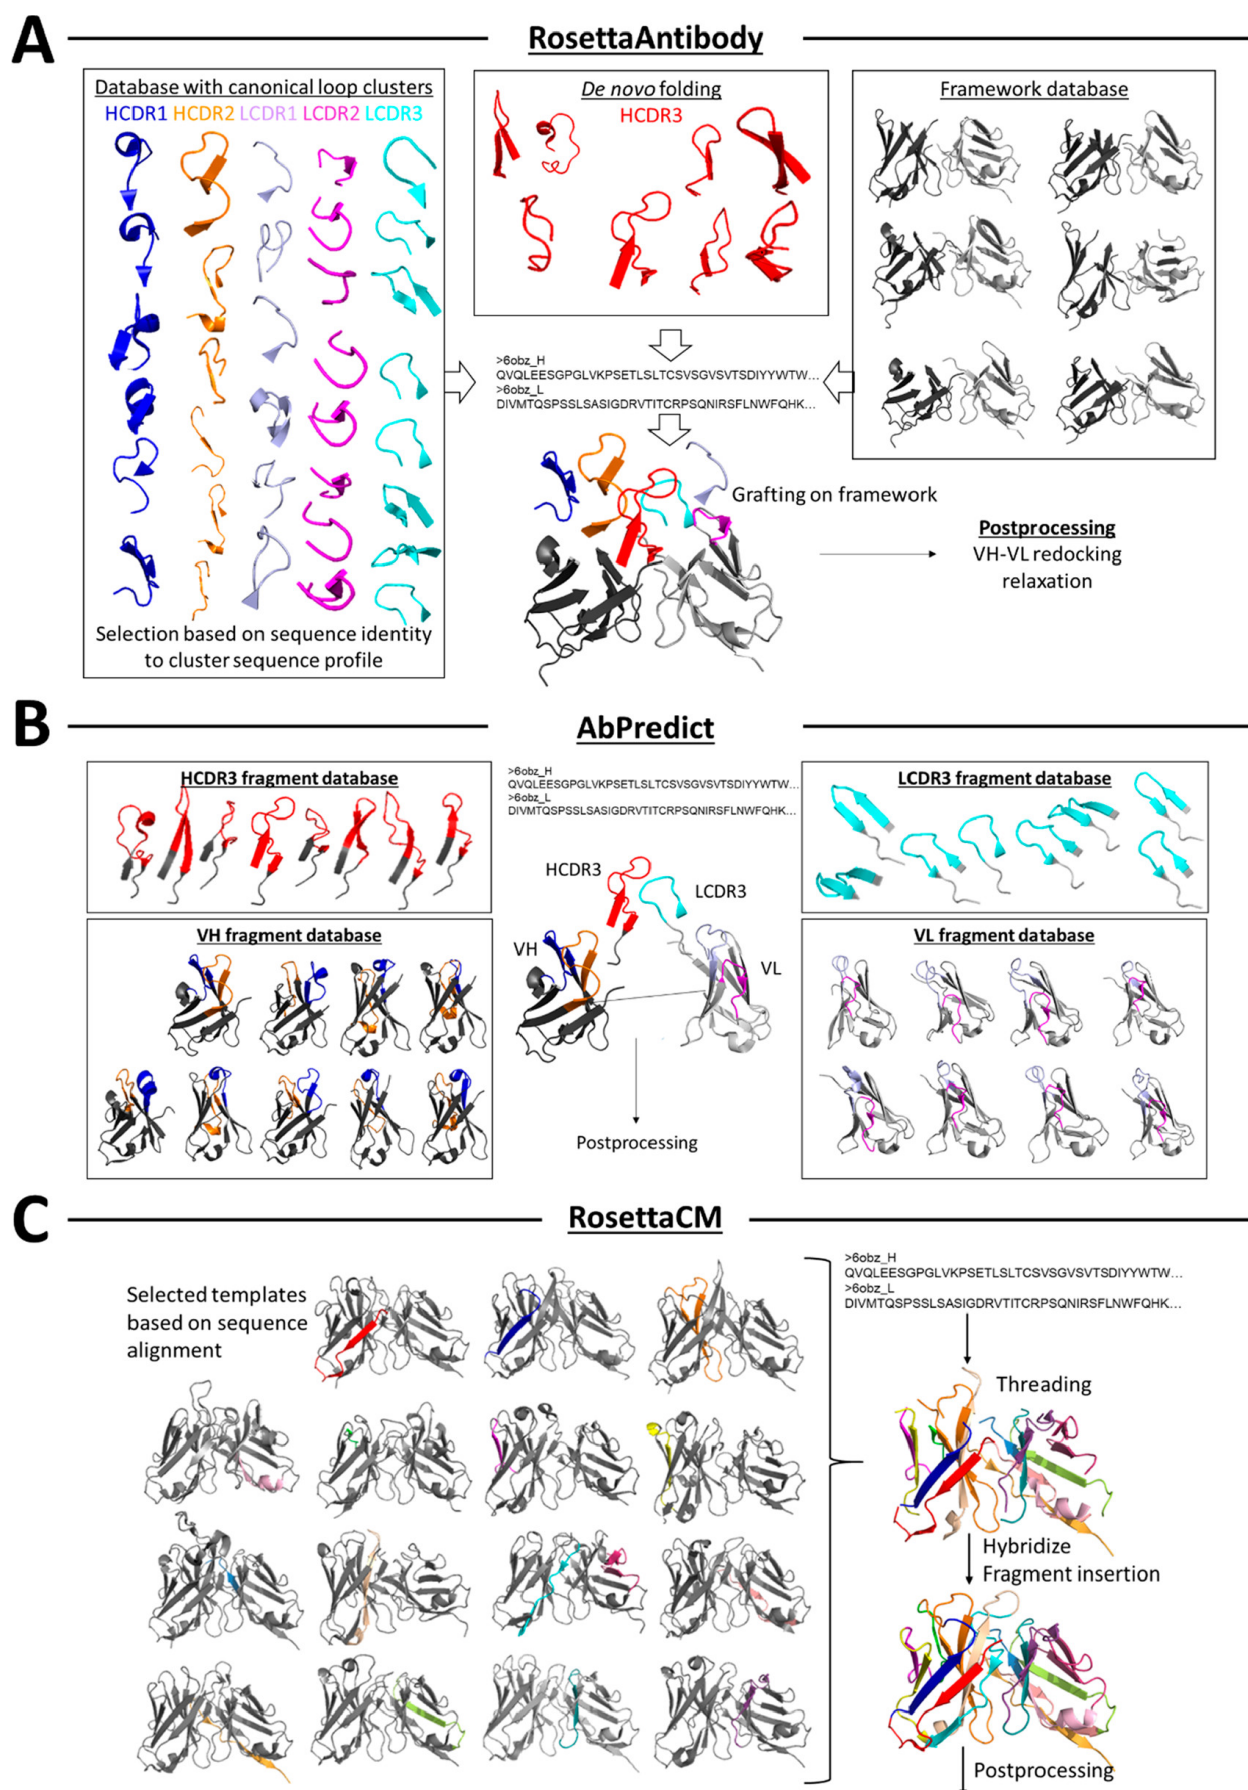 A
RosettaAntibody
Database with canonical loop clusters
HCDR1 HCDR2 LCDR1 LCDR2 LCDR3
Selection based on sequence identity
to cluster sequence profile
De novo folding
HCDR3
Framework database
>6obz_H
QVQLEESGPGLVKPSETLSLTCSVSGVSVTSDIYYWTW...
>6obz_L
DIVMTQSPSSLSASIGDRVTITCRPSQNIRSFLNWFQHK...
Grafting on framework
Postprocessing
VH-VL redocking
relaxation
B
AbPredict
HCDR3 fragment database
VH fragment database
>6obz_H
QVQLEESGPGLVKPSETLSLTCSVSGVSVTSDIYYWTW...
>6obz_L
DIVMTQSPSSLSASIGDRVTITCRPSQNIRSFLNWFQHK...
HCDR3
LCDR3
VH
VL
Postprocessing
LCDR3 fragment database
VL fragment database
C
RosettaCM
Selected templates
based on sequence
alignment
>6obz_H
QVQLEESGPGLVKPSETLSLTCSVSGVSVTSDIYYWTW...
>6obz_L
DIVMTQSPSSLSASIGDRVTITCRPSQNIRSFLNWFQHK...
Threading
Hybridize
Fragment insertion
Postprocessing